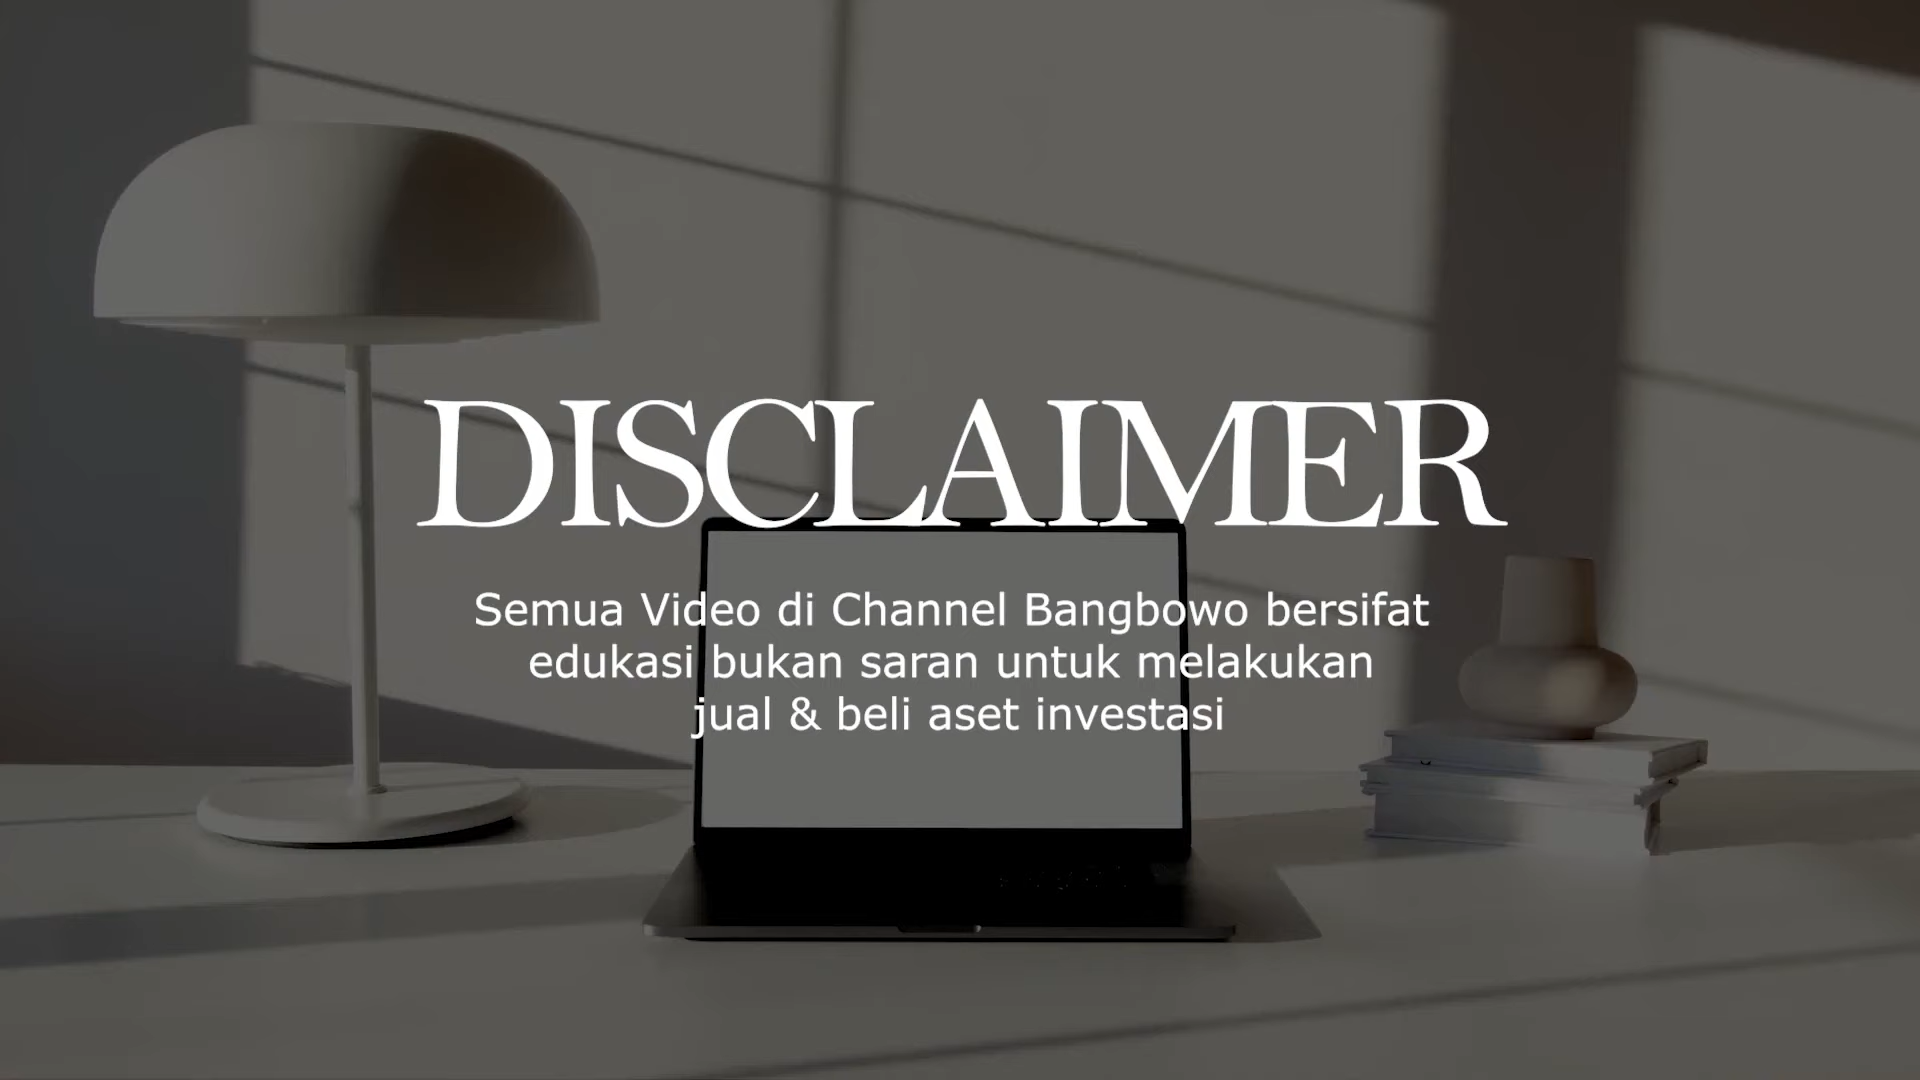 DISCLAIMER
Semua Video di Channel Bangbowo bersifat
edukasi bukan saran untuk melakukan
jual & beli aset investasi